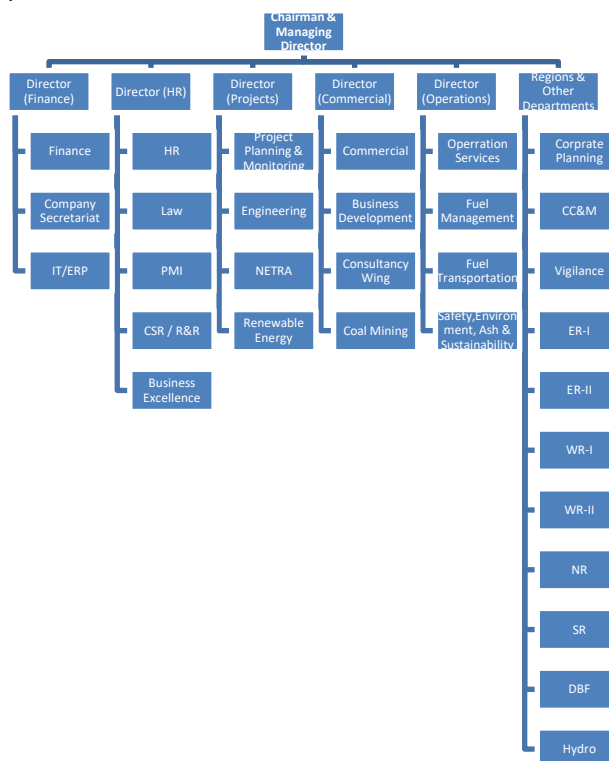 Chairman &
Managing
Director
Director
(Finance)
Finance
Company
Secretariat
IT/ERP
Director (HR)
HR
Law
PMI
CSR / R&R
Business
Excellence
Director
(Projects)
Project
Planning &
Monitoring
Engineering
NETRA
Renewable
Energy
Director
(Commercial)
Commercial
Business
Development
Consultancy
Wing
Coal Mining
Director
(Operations)
Operration
Services
Fuel
Management
Fuel
Transportation
Safety,Environ
ment, Ash &
Sustainability
Regions &
Other
Departments
Corprate
Planning
CC&M
Vigilance
ER-I
ER-II
WR-I
WR-II
NR
SR
DBF
Hydro